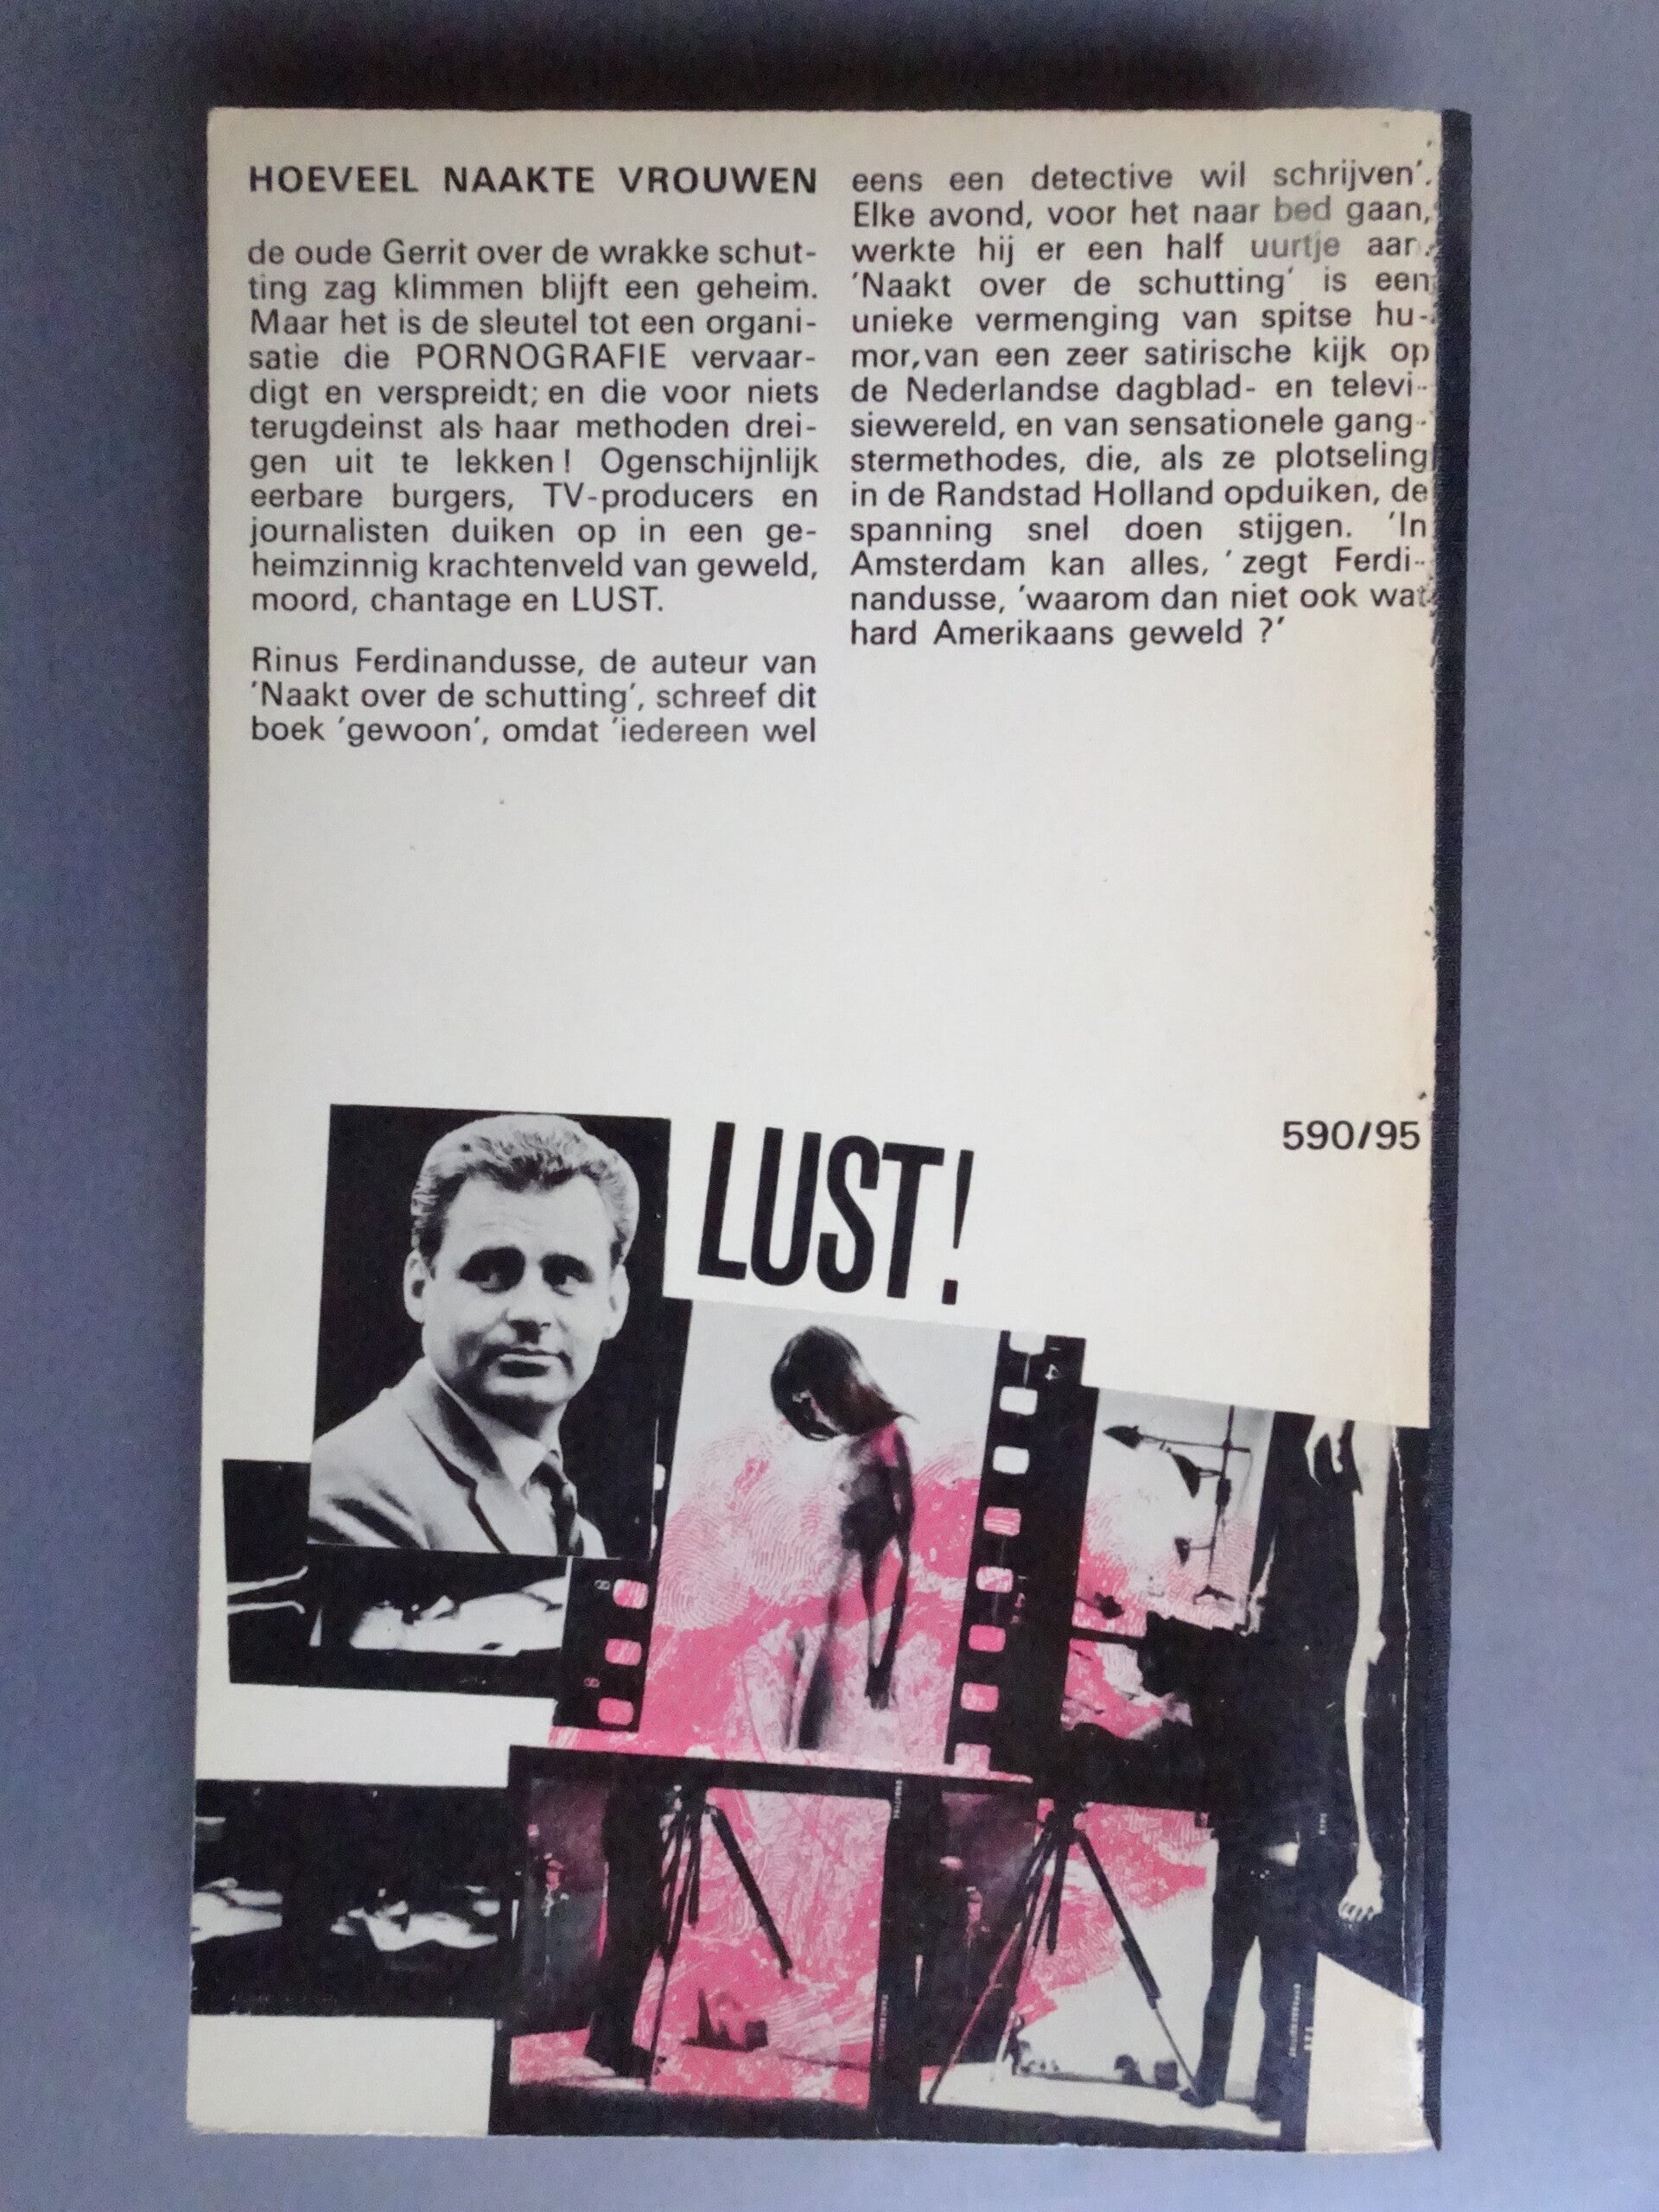 HOEVEEL NAAKTE VROUWEN
de oude Gerrit over de wrakke schut-
ting zag klimmen blijft een geheim.
Maar het is de sleutel tot een organi-
satie die PORNOGRAFIE vervaar-
digt en verspreidt; en die voor niets
terugdeinst als haar methoden drei-
gen uit te lekken! Ogenschijnlijk
eerbare burgers, TV-producers en
journalisten duiken op in een ge-
heimzinnig krachtenveld van geweld,
moord, chantage en LUST.
Rinus Ferdinandusse, de auteur van
'Naakt over de schutting', schreef dit
boek 'gewoon', omdat 'iedereen wel
eens een detective wil schrijven'.
Elke avond, voor het naar bed gaan,
werkte hij er een half uurtje aan.
'Naakt over de schutting' is een
unieke vermenging van spitse hu-
mor, van een zeer satirische kijk op
de Nederlandse dagblad- en televi-
siewereld, en van sensationele gang-
stermethodes, die, als ze plotseling
in de Randstad Holland opduiken, de
spanning snel doen stijgen. 'In
Amsterdam kan alles, ' zegt Ferdi-
nandusse, 'waarom dan niet ook wat
hard Amerikaans geweld ?'
590/95
LUST!